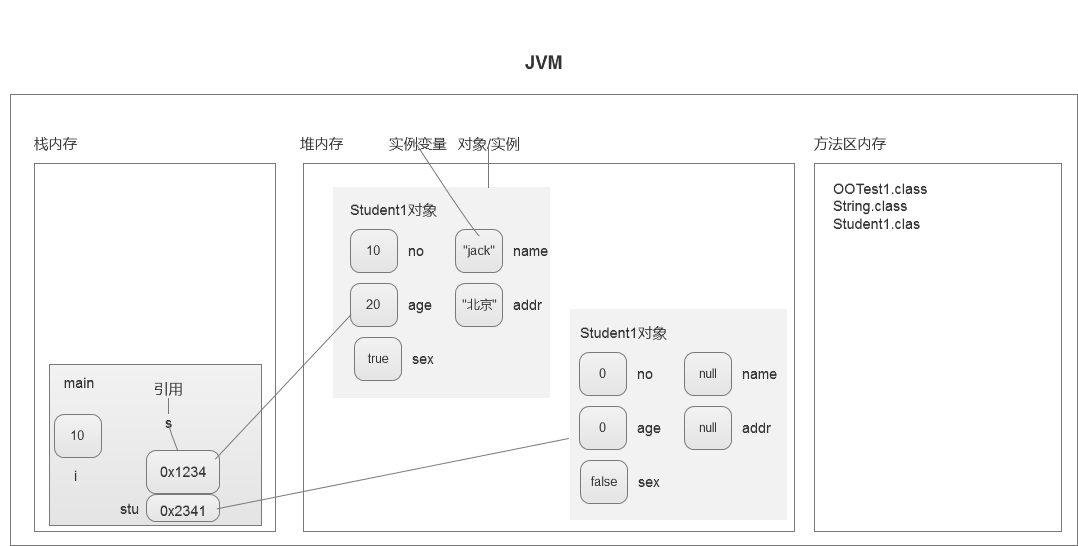 JVM
栈内存
堆内存
实例变量
对象/实例
方法区内存
OOTest1.class
String.class
Student1.clas
Student1对象
10 no "jack" name
20 age "北京" addr
true sex
Student1对象
0 no null name
0 age null addr
false sex
main
引用
s
10
0x1234
i
stu 0x2341